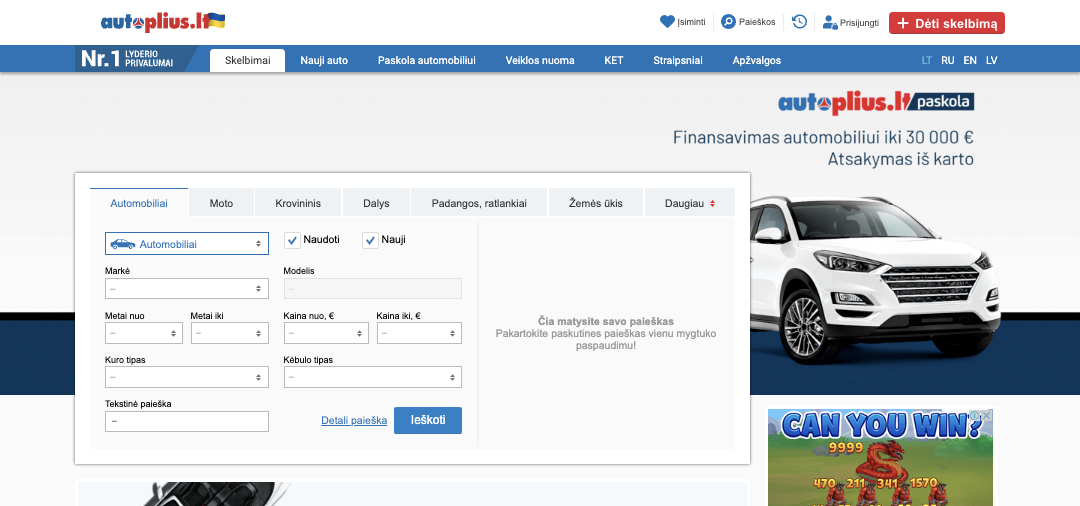 autoplius.lt
Įsiminti
Paieškos
Prisijungti
+ Dėti skelbimą
Nr.1 LYDERIO PRIVALUMAI
Skelbimai
Nauji auto
Paskola automobiliui
Veiklos nuoma
KET
Straipsniai
Apžvalgos
LT RU EN LV
autoplius.lt paskola
Finansavimas automobiliui iki 30 000 €
Atsakymas iš karto
Automobiliai
Moto
Krovininis
Dalys
Padangos, ratlankiai
Žemės ūkis
Daugiau
Automobiliai
Naudoti
Nauji
Markė
Modelis
–
–
Metai nuo
Metai iki
Kaina nuo, €
Kaina iki, €
–
–
–
–
Kuro tipas
Kėbulo tipas
–
–
Tekstinė paieška
–
Detali paieška
Ieškoti
Čia matysite savo paieškas
Pakartokite paskutines paieškas vienu mygtuko
paspaudimu!
CAN YOU WIN?
9999
470 211 341 1570